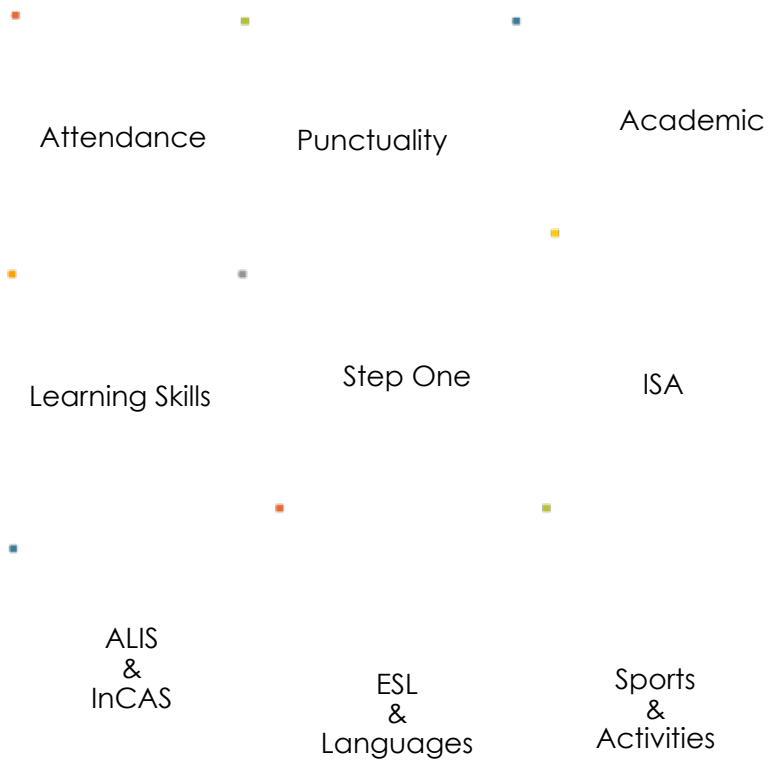 Attendance
Punctuality
Academic
Learning Skills
Step One
ISA
ALIS
&
InCAS
ESL
&
Languages
Sports
&
Activities